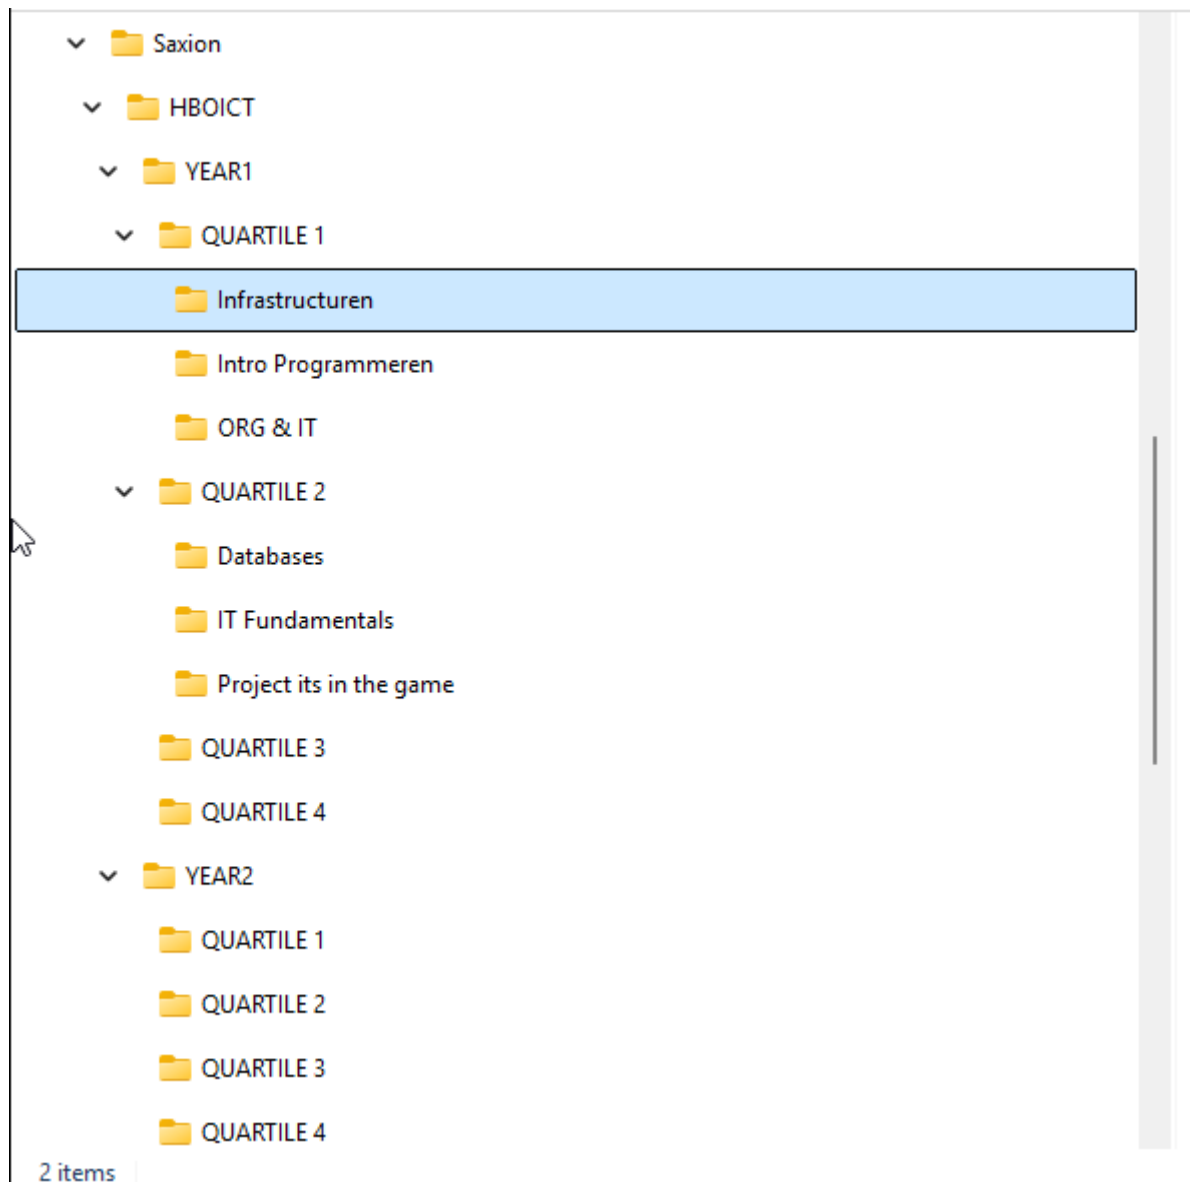 Saxion
HBOICT
YEAR1
QUARTILE 1
Infrastructuren
Intro Programmeren
ORG & IT
QUARTILE 2
Databases
IT Fundamentals
Project its in the game
QUARTILE 3
QUARTILE 4
YEAR2
QUARTILE 1
QUARTILE 2
QUARTILE 3
QUARTILE 4
2 items